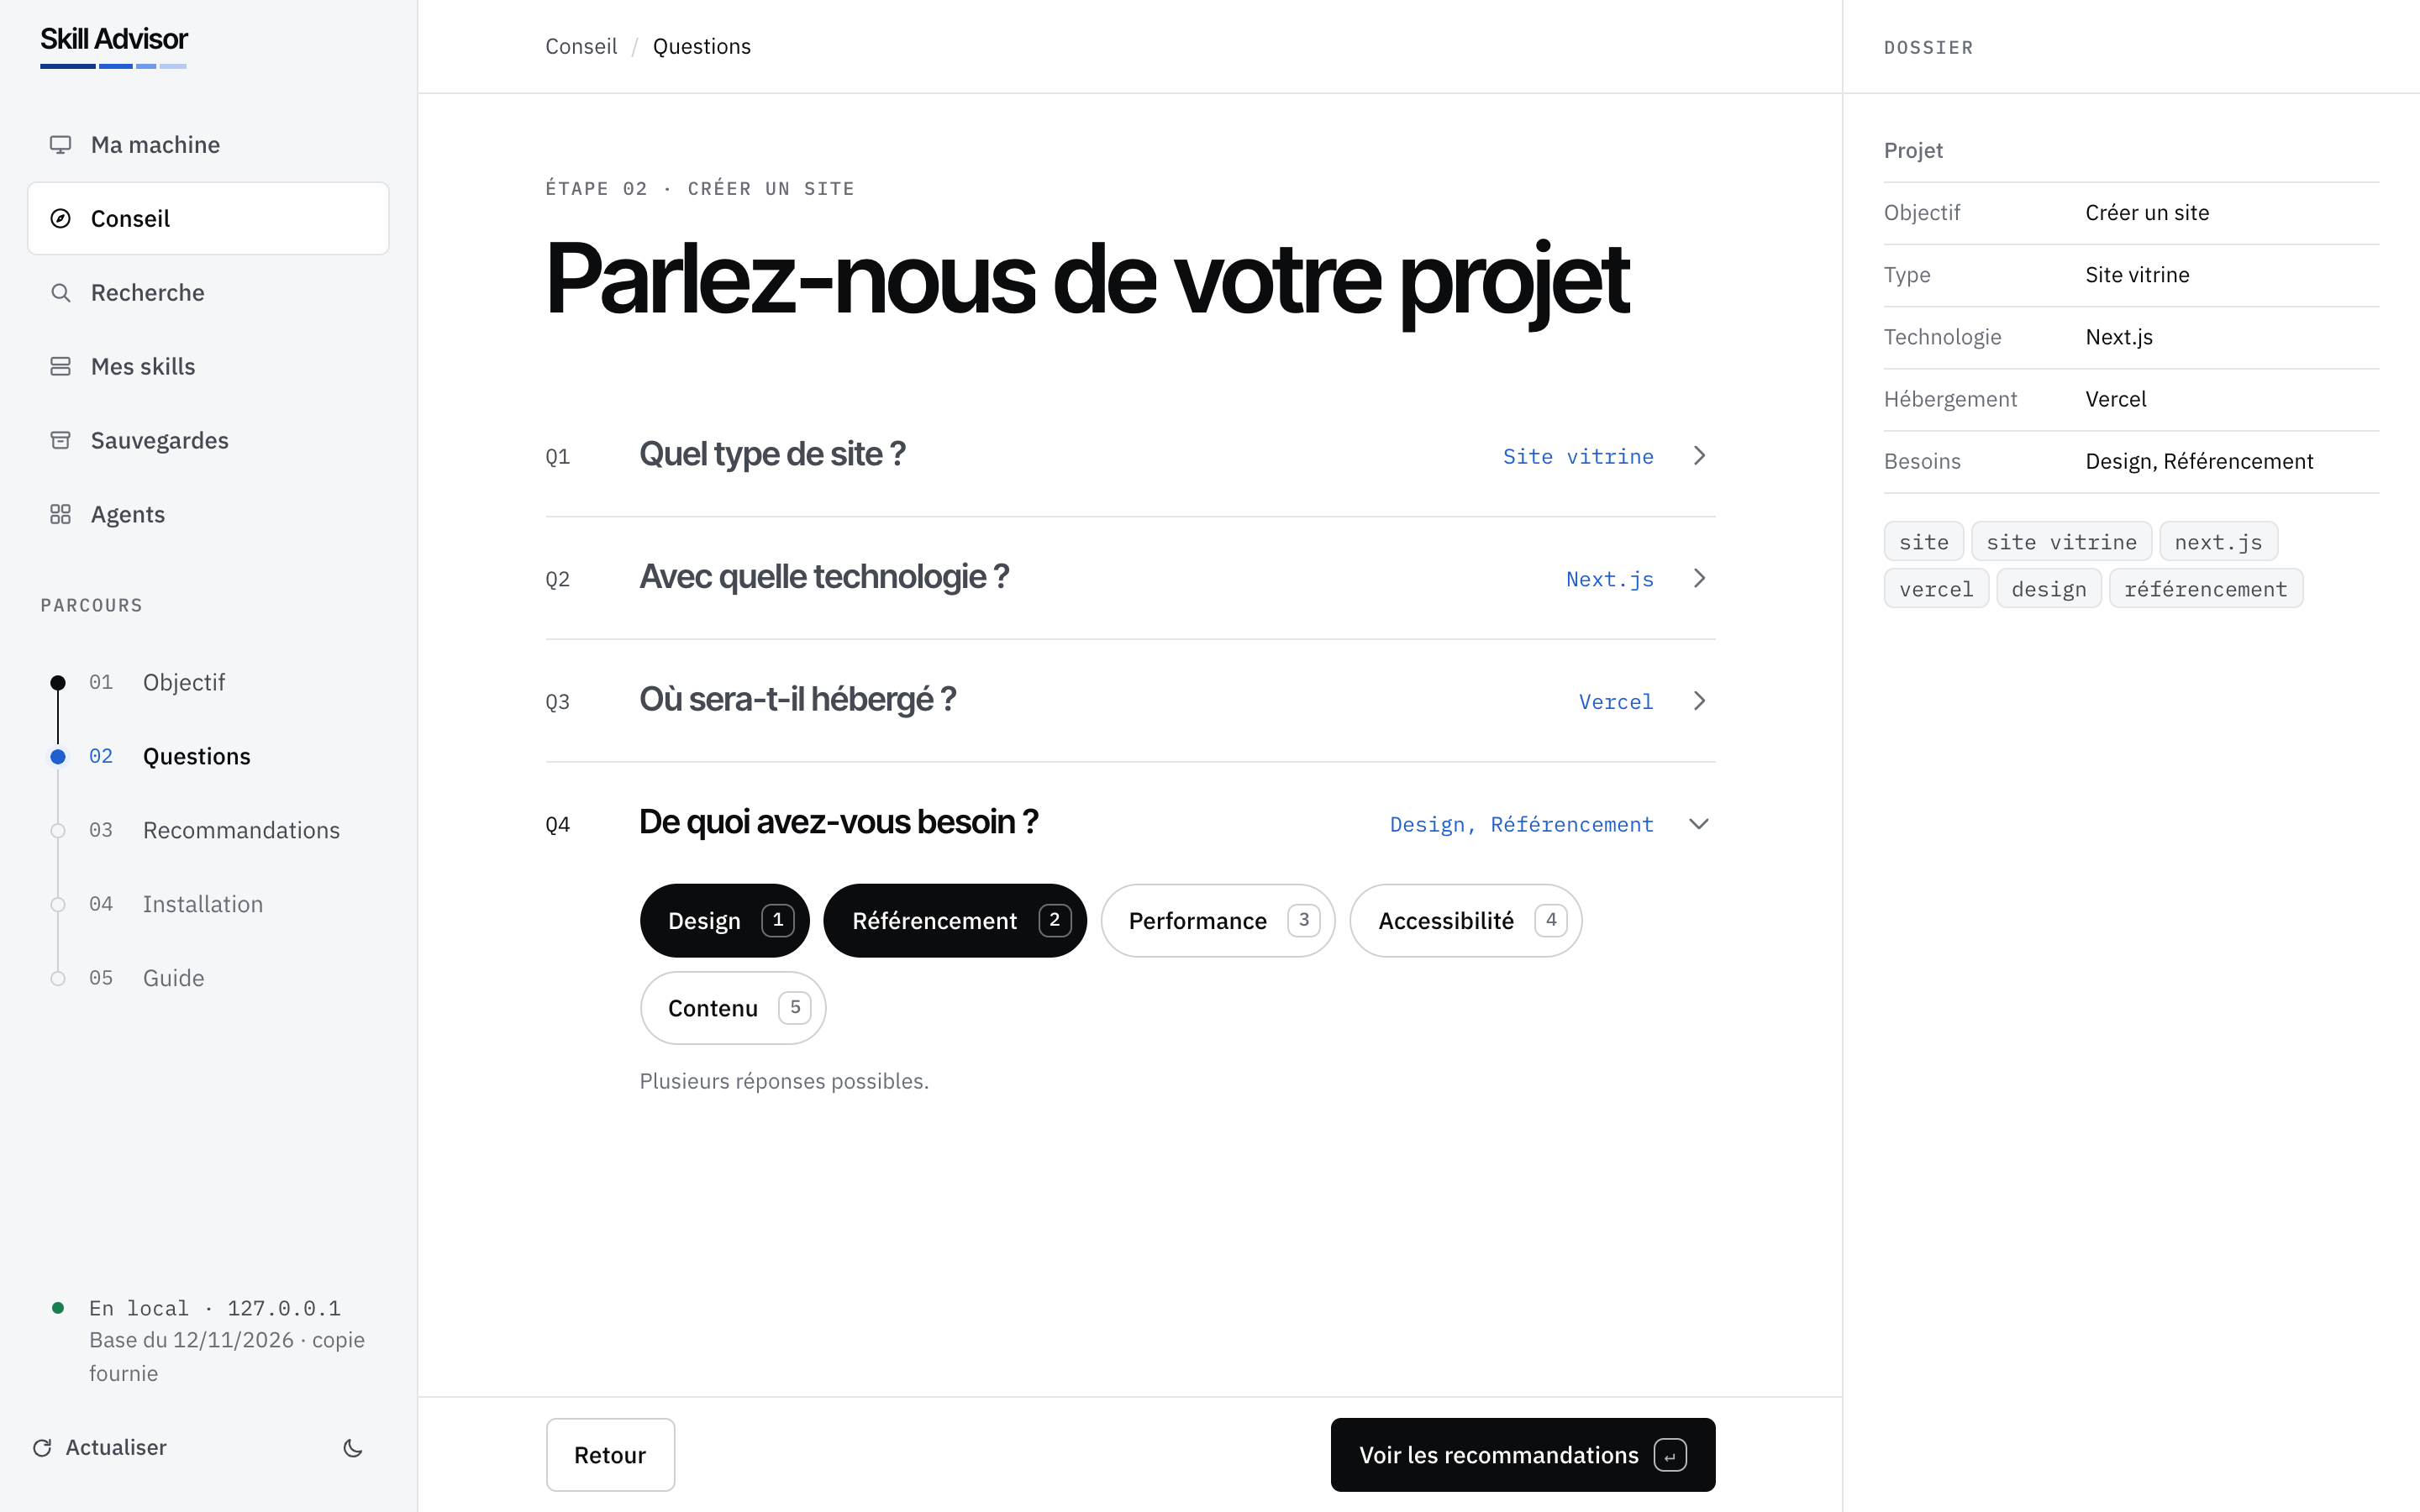 Skill Advisor
Ma machine
Conseil
Recherche
Mes skills
Sauvegardes
Agents
PARCOURS
01 Objectif
02 Questions
03 Recommandations
04 Installation
05 Guide
En local · 127.0.0.1
Base du 12/11/2026 · copie
fournie
Actualiser
Conseil / Questions
ÉTAPE 02 · CRÉER UN SITE
Parlez-nous de votre projet
Q1 Quel type de site ? Site vitrine
Q2 Avec quelle technologie ? Next.js
Q3 Où sera-t-il hébergé ? Vercel
Q4 De quoi avez-vous besoin ? Design, Référencement
Design 1 Référencement 2 Performance 3 Accessibilité 4
Contenu 5
Plusieurs réponses possibles.
Retour
Voir les recommandations ↵
DOSSIER
Projet
Objectif Créer un site
Type Site vitrine
Technologie Next.js
Hébergement Vercel
Besoins Design, Référencement
site site vitrine next.js
vercel design référencement